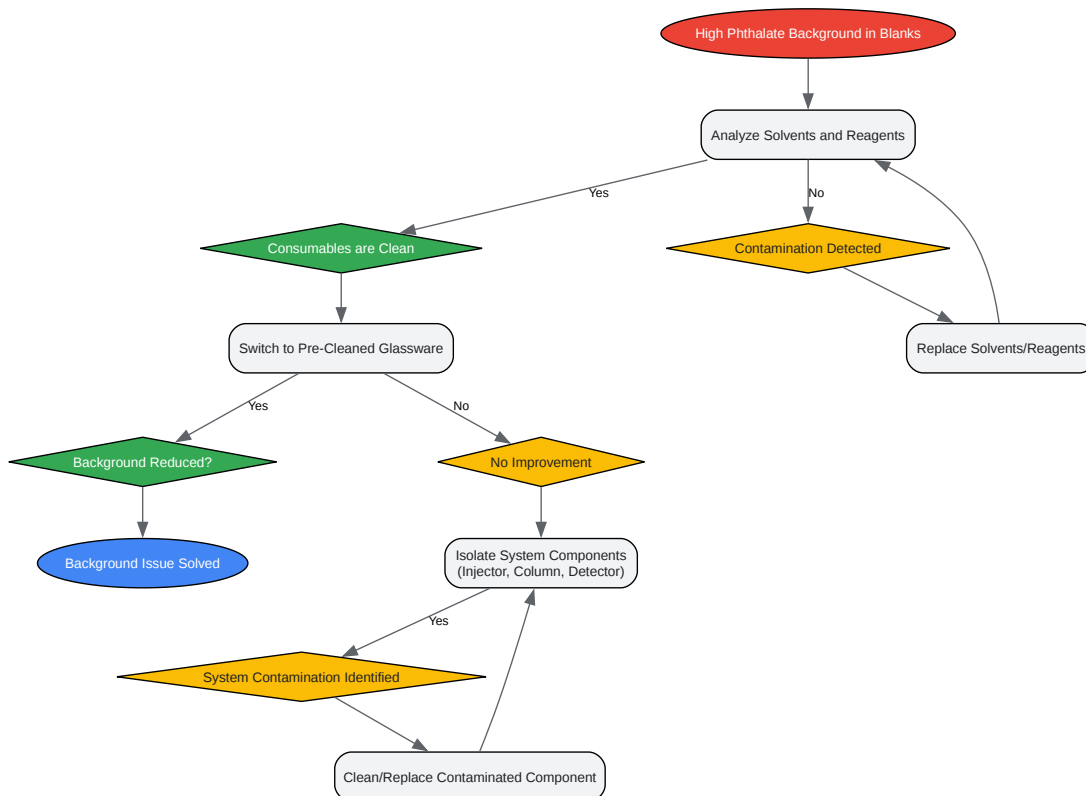 High Phthalate Background in Blanks
Analyze Solvents and Reagents
Yes
No
Consumables are Clean
Contamination Detected
Switch to Pre-Cleaned Glassware
Replace Solvents/Reagents
Yes
No
Background Reduced?
No Improvement
Background Issue Solved
Isolate System Components
(Injector, Column, Detector)
Yes
System Contamination Identified
Clean/Replace Contaminated Component